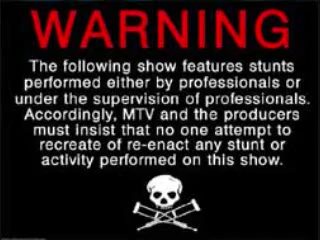 WARNING
The following show features stunts
performed either by professionals or
under the supervision of professionals.
Accordingly, MTV and the producers
must insist that no one attempt to
recreate of re-enact any stunt or
activity performed on this show.